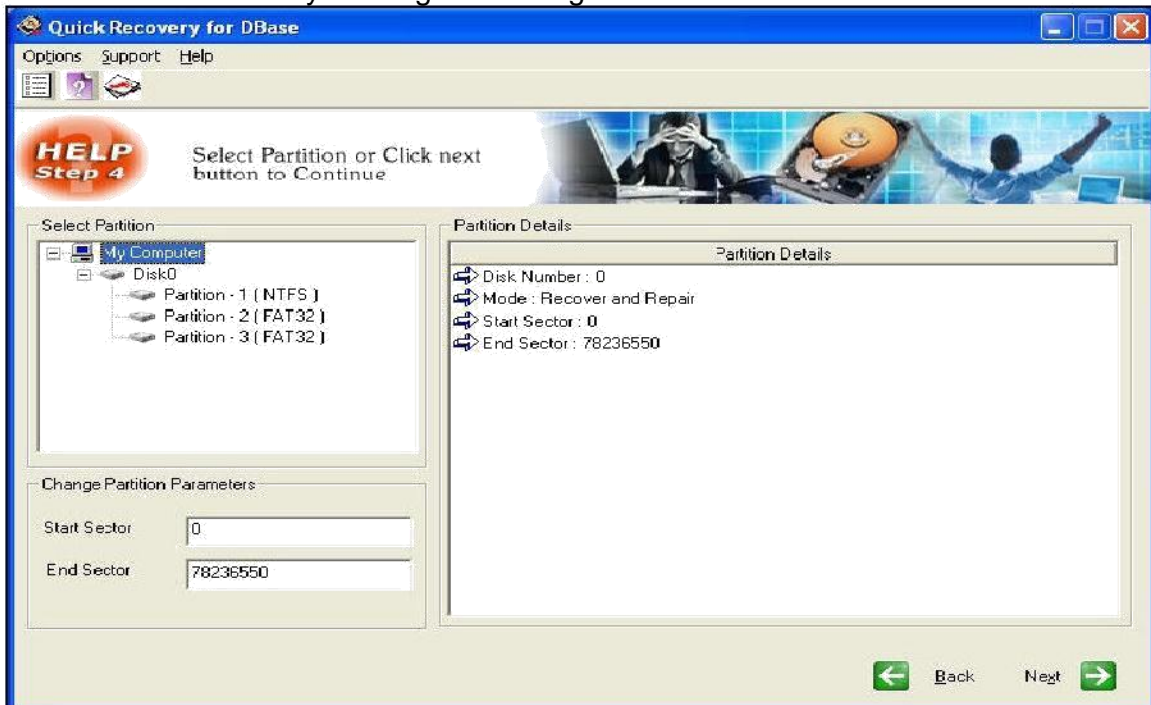 Quick Recovery for DBase
Options Support Help
HELP
Step 4
Select Partition or Click next
button to Continue
Select Partition
My Computer
Disk0
Partition - 1 ( NTFS )
Partition - 2 ( FAT32 )
Partition - 3 ( FAT32 )
Change Partition Parameters
Start Sector 0
End Sector 78236550
Partition Details
Partition Details
Disk Number : 0
Mode : Recover and Repair
Start Sector : 0
End Sector : 78236550
Back Next